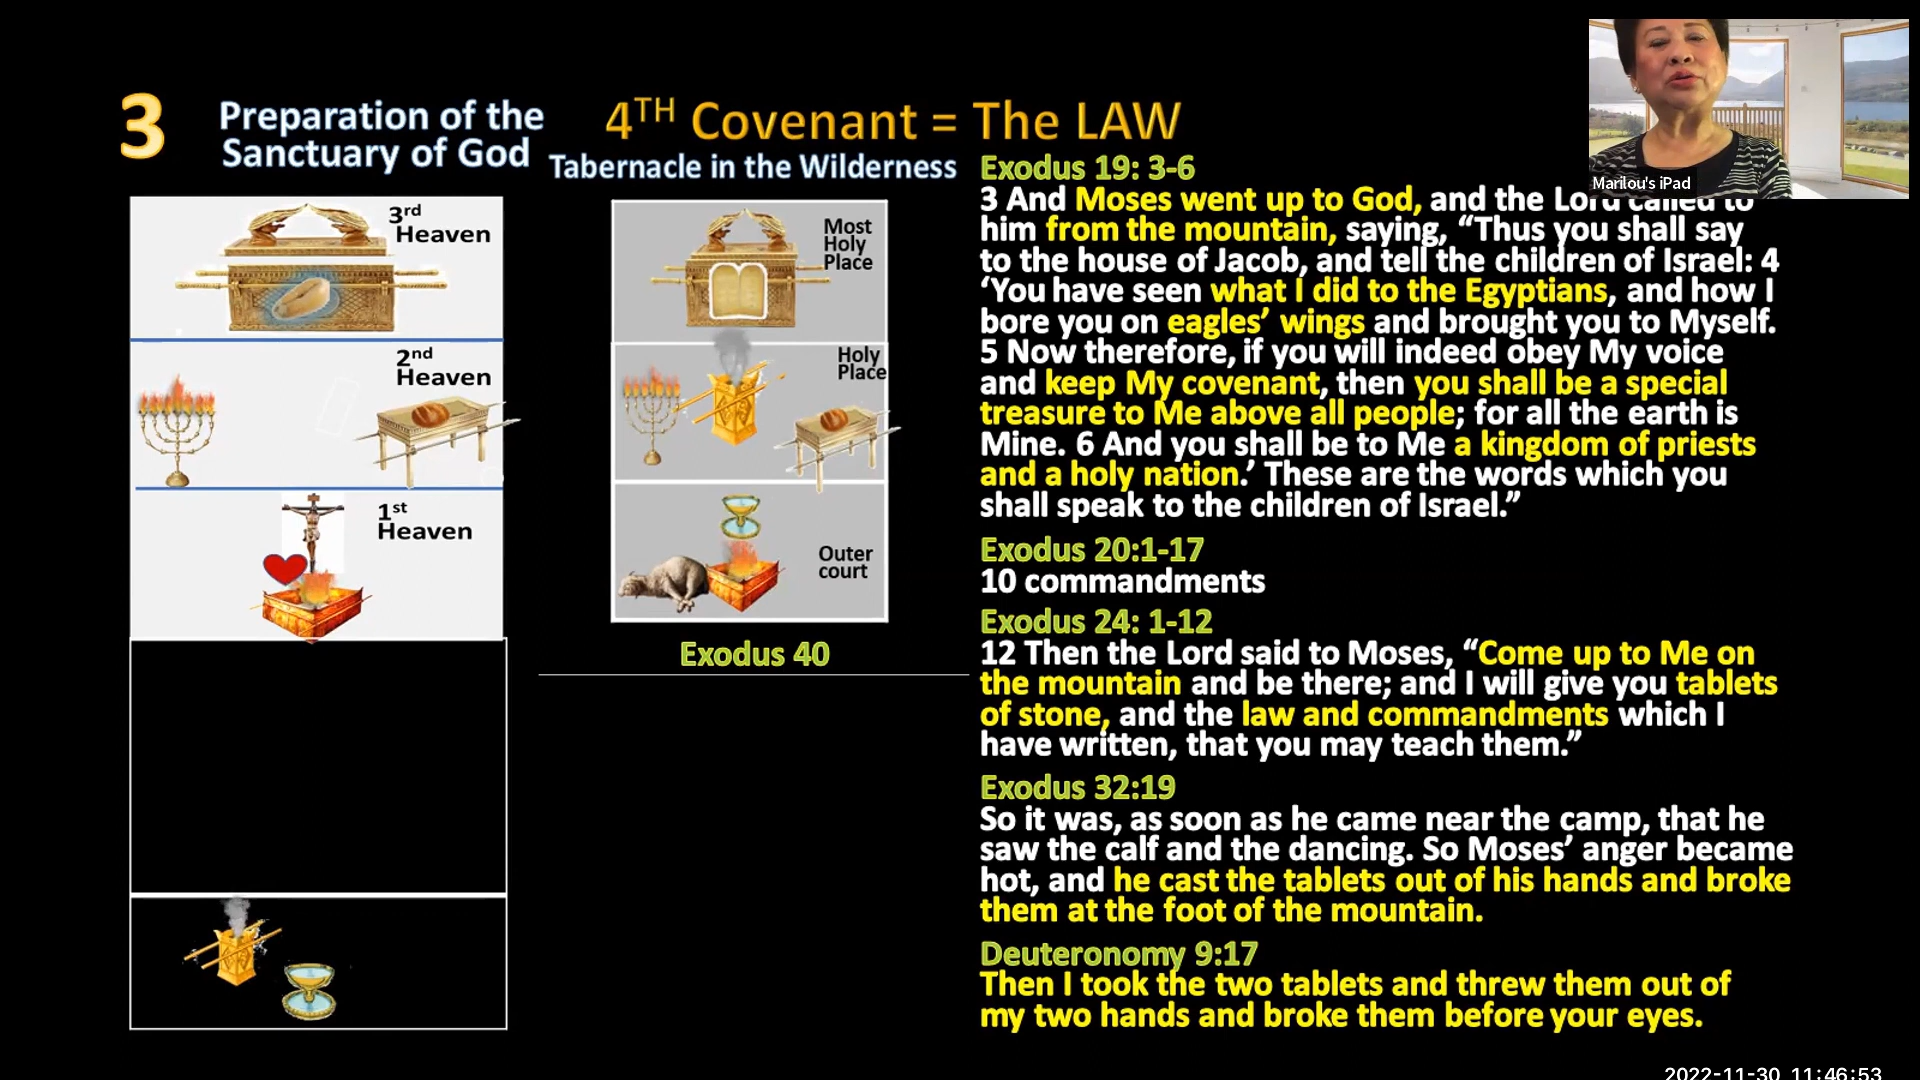 3
Preparation of the
Sanctuary of God
4TH Covenant = The LAW
Tabernacle in the Wilderness
3rd
Heaven
2nd
Heaven
1st
Heaven
Most
Holy
Place
Holy
Place
Outer
court
Exodus 40
Exodus 19: 3-6
3 And Moses went up to God, and the Lord called to
him from the mountain, saying, “Thus you shall say
to the house of Jacob, and tell the children of Israel: 4
‘You have seen what I did to the Egyptians, and how I
bore you on eagles’ wings and brought you to Myself.
5 Now therefore, if you will indeed obey My voice
and keep My covenant, then you shall be a special
treasure to Me above all people; for all the earth is
Mine. 6 And you shall be to Me a kingdom of priests
and a holy nation.’ These are the words which you
shall speak to the children of Israel.”
Exodus 20:1-17
10 commandments
Exodus 24: 1-12
12 Then the Lord said to Moses, “Come up to Me on
the mountain and be there; and I will give you tablets
of stone, and the law and commandments which I
have written, that you may teach them.”
Exodus 32:19
So it was, as soon as he came near the camp, that he
saw the calf and the dancing. So Moses’ anger became
hot, and he cast the tablets out of his hands and broke
them at the foot of the mountain.
Deuteronomy 9:17
Then I took the two tablets and threw them out of
my two hands and broke them before your eyes.
Marilou's iPad
2022-11-30 11:46:53